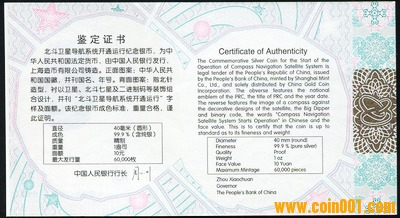 鉴定证书
北斗卫星导航系统开通运行纪念银币，为中
华人民共和国法定货币，由中国人民银行发行，
上海造币有限公司铸造。正面图案：中华人民
共和国国徽，并刊国名、年号。背面图案：指北针
造型，衬以卫星、北斗七星及二进制码等装饰组
合设计，并刊“北斗卫星导航系统开通运行”字
样及面额。该纪念银币成色标准，重量合格，谨
此证明。
直径 40毫米（圆形）
成色 99.9%（含纯银）
质量 精制
重量 1盎司
面额 10元
最大发行量 60,000枚
中国人民银行行长
Certificate of Authenticity
The Commemorative Silver Coin for the Start of the
Operation of Compass Navigation Satellite System is
legal tender of the People's Republic of China, issued
by the People's Bank of China, minted by Shanghai Mint
Co., Ltd., and solely distributed by China Gold Coin
Incorporation. The obverse features the national
emblem of the PRC, the title of the PRC and the year date.
The reverse features the image of a compass against
the decorative designs of the satellite, the Big Dipper
and binary code, the words "Compass Navigation
Satellite System Starts Operation" in Chinese and the
face value. This is to certify that the coin is up to
standard as to its fineness and weight
Diameter 40 mm (round)
Fineness 99.9% (pure silver)
Quality Proof
Weight 1 oz
Face Value 10 Yuan
Maximum Mintage 60,000 pieces
Zhou Xiaochuan
Governor
The People's Bank of China
www.coin001.com